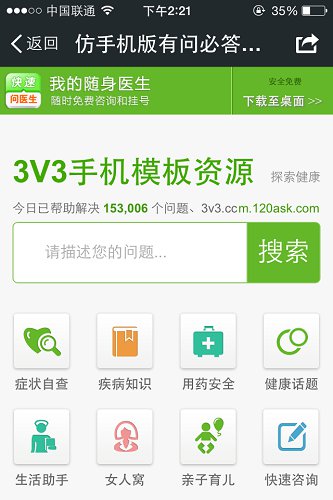 中国联通 下午2:21 35%
返回 仿手机版有问必答...
快速
问医生
我的随身医生
随时免费咨询和挂号
安全免费
下载至桌面 >>
3V3手机模板资源 探索健康
今日已帮助解决 153,006 个问题、3v3.ccm.120ask.com
请描述您的问题... 搜索
症状自查 疾病知识 用药安全 健康话题
生活助手 女人窝 亲子育儿 快速咨询